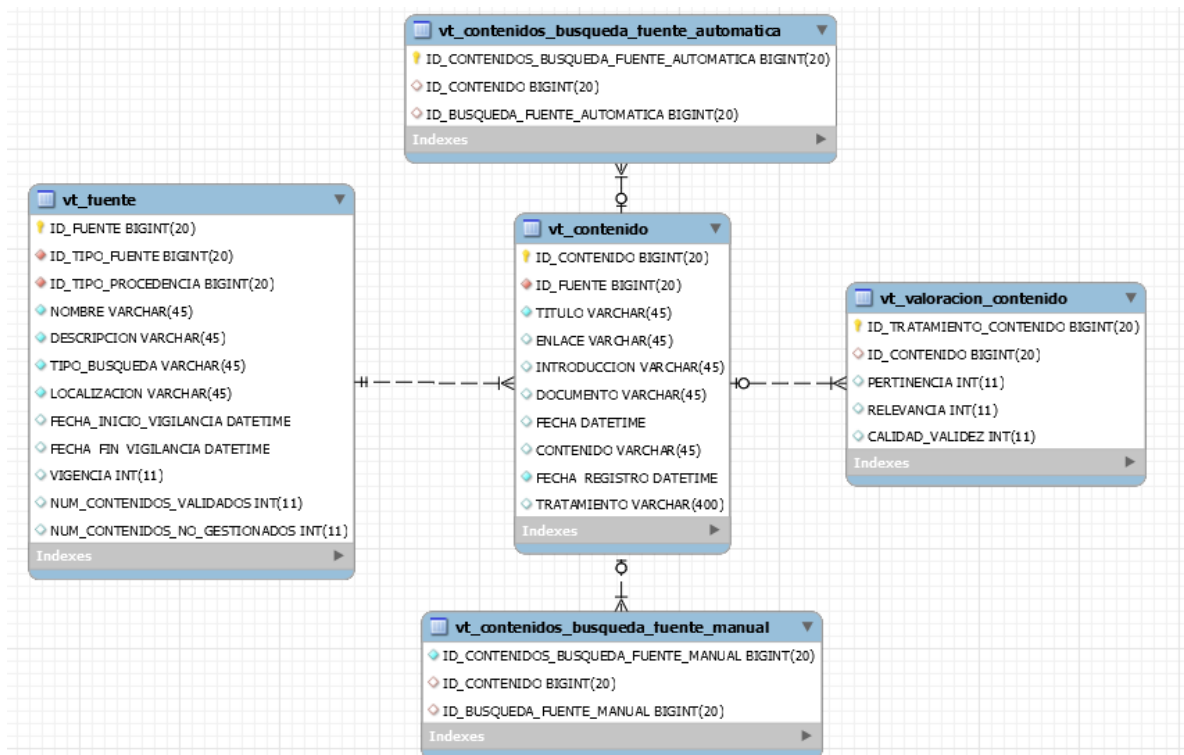 vt_contenidos_busqueda_fuente_automatica
ID_CONTENIDOS_BUSQUEDA_FUENTE_AUTOMATICA BIGINT(20)
ID_CONTENIDO BIGINT(20)
ID_BUSQUEDA_FUENTE_AUTOMATICA BIGINT(20)
Indexes
vt_fuente
ID_FUENTE BIGINT(20)
ID_TIPO_FUENTE BIGINT(20)
ID_TIPO_PROCEDENCIA BIGINT(20)
NOMBRE VARCHAR(45)
DESCRIPCION VARCHAR(45)
TIPO_BUSQUEDA VARCHAR(45)
LOCALIZACION VARCHAR(45)
FECHA_INICIO_VIGILANCIA DATETIME
FECHA_FIN_VIGILANCIA DATETIME
VIGENCIA INT(11)
NUM_CONTENIDOS_VALIDADOS INT(11)
NUM_CONTENIDOS_NO_GESTIONADOS INT(11)
Indexes
vt_contenido
ID_CONTENIDO BIGINT(20)
ID_FUENTE BIGINT(20)
TITULO VARCHAR(45)
ENLACE VARCHAR(45)
INTRODUCCION VARCHAR(45)
DOCUMENTO VARCHAR(45)
FECHA DATETIME
CONTENIDO VARCHAR(45)
FECHA_REGISTRO DATETIME
TRATAMIENTO VARCHAR(400)
Indexes
vt_valoracion_contenido
ID_TRATAMIENTO_CONTENIDO BIGINT(20)
ID_CONTENIDO BIGINT(20)
PERTINENCIA INT(11)
RELEVANCIA INT(11)
CALIDAD_VALIDEZ INT(11)
Indexes
vt_contenidos_busqueda_fuente_manual
ID_CONTENIDOS_BUSQUEDA_FUENTE_MANUAL BIGINT(20)
ID_CONTENIDO BIGINT(20)
ID_BUSQUEDA_FUENTE_MANUAL BIGINT(20)
Indexes